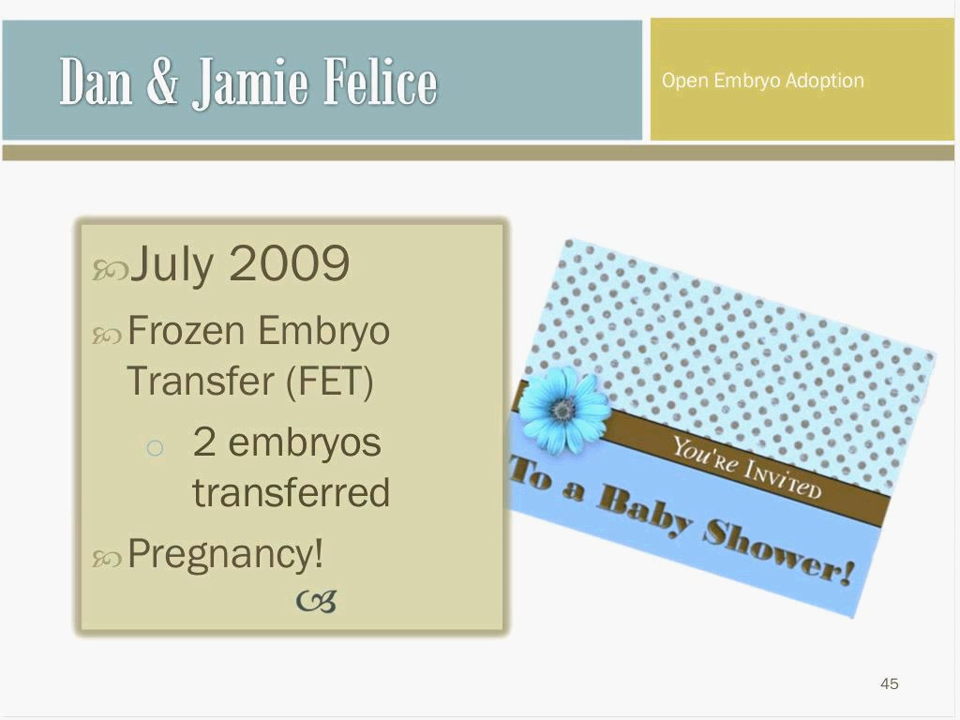 Dan & Jamie Felice
Open Embryo Adoption
July 2009
Frozen Embryo
Transfer (FET)
2 embryos
transferred
Pregnancy!
You're Invited
To a Baby Shower!
45